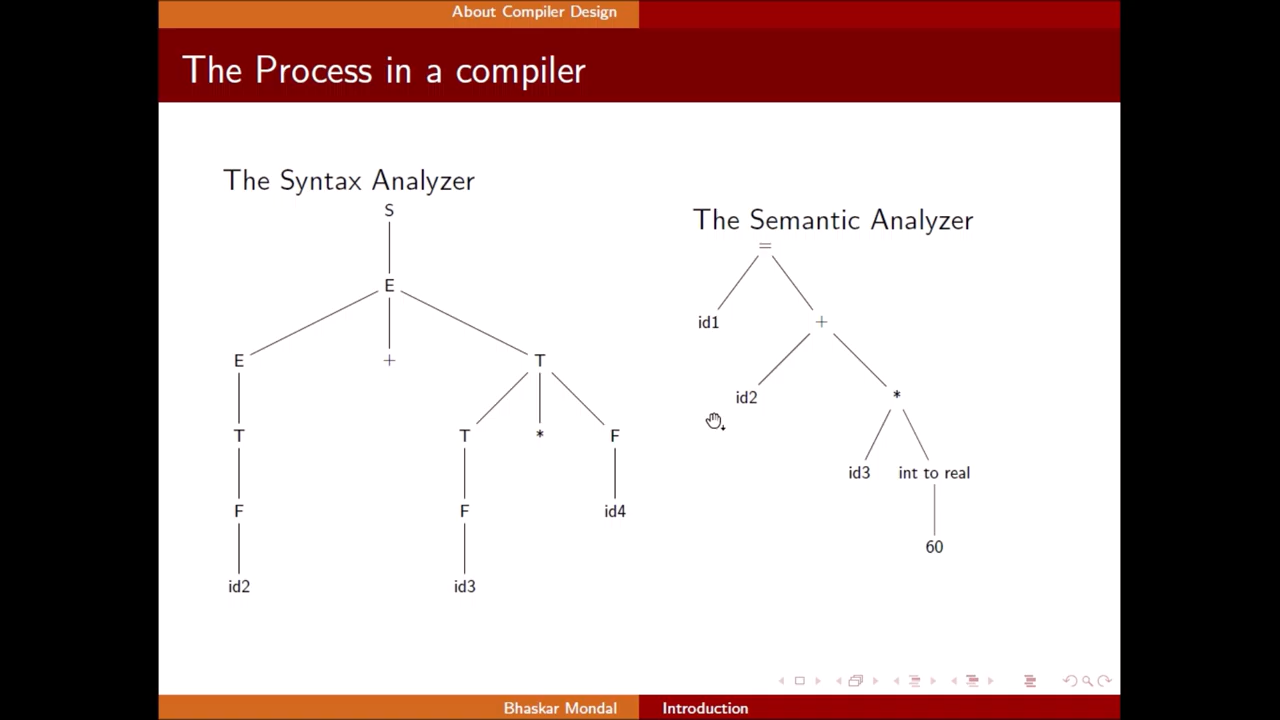 About Compiler Design
The Process in a compiler
The Syntax Analyzer
S
E
E + T
T T * F
F F id4
id2 id3
The Semantic Analyzer
=
id1 +
id2 *
id3 int to real
60
Bhaskar Mondal Introduction